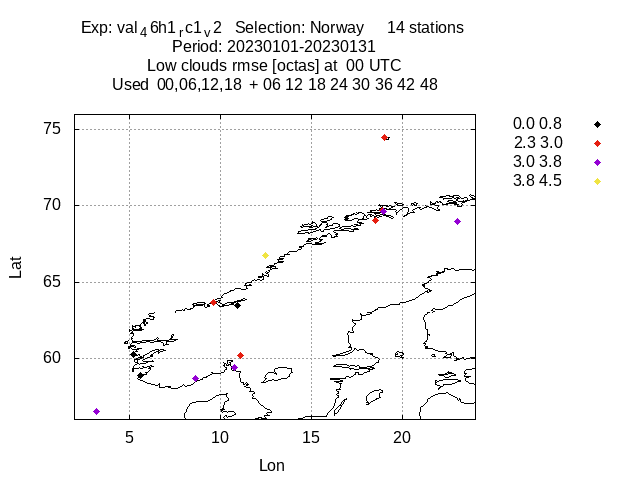 Exp: val4 6h1r c1v 2 Selection: Norway 14 stations
Period: 20230101-20230131
Low clouds rmse [octas] at 00 UTC
Used 00,06,12,18 + 06 12 18 24 30 36 42 48
75
70
65
60
Lat
5 10 15 20
Lon
0.0 0.8
2.3 3.0
3.0 3.8
3.8 4.5